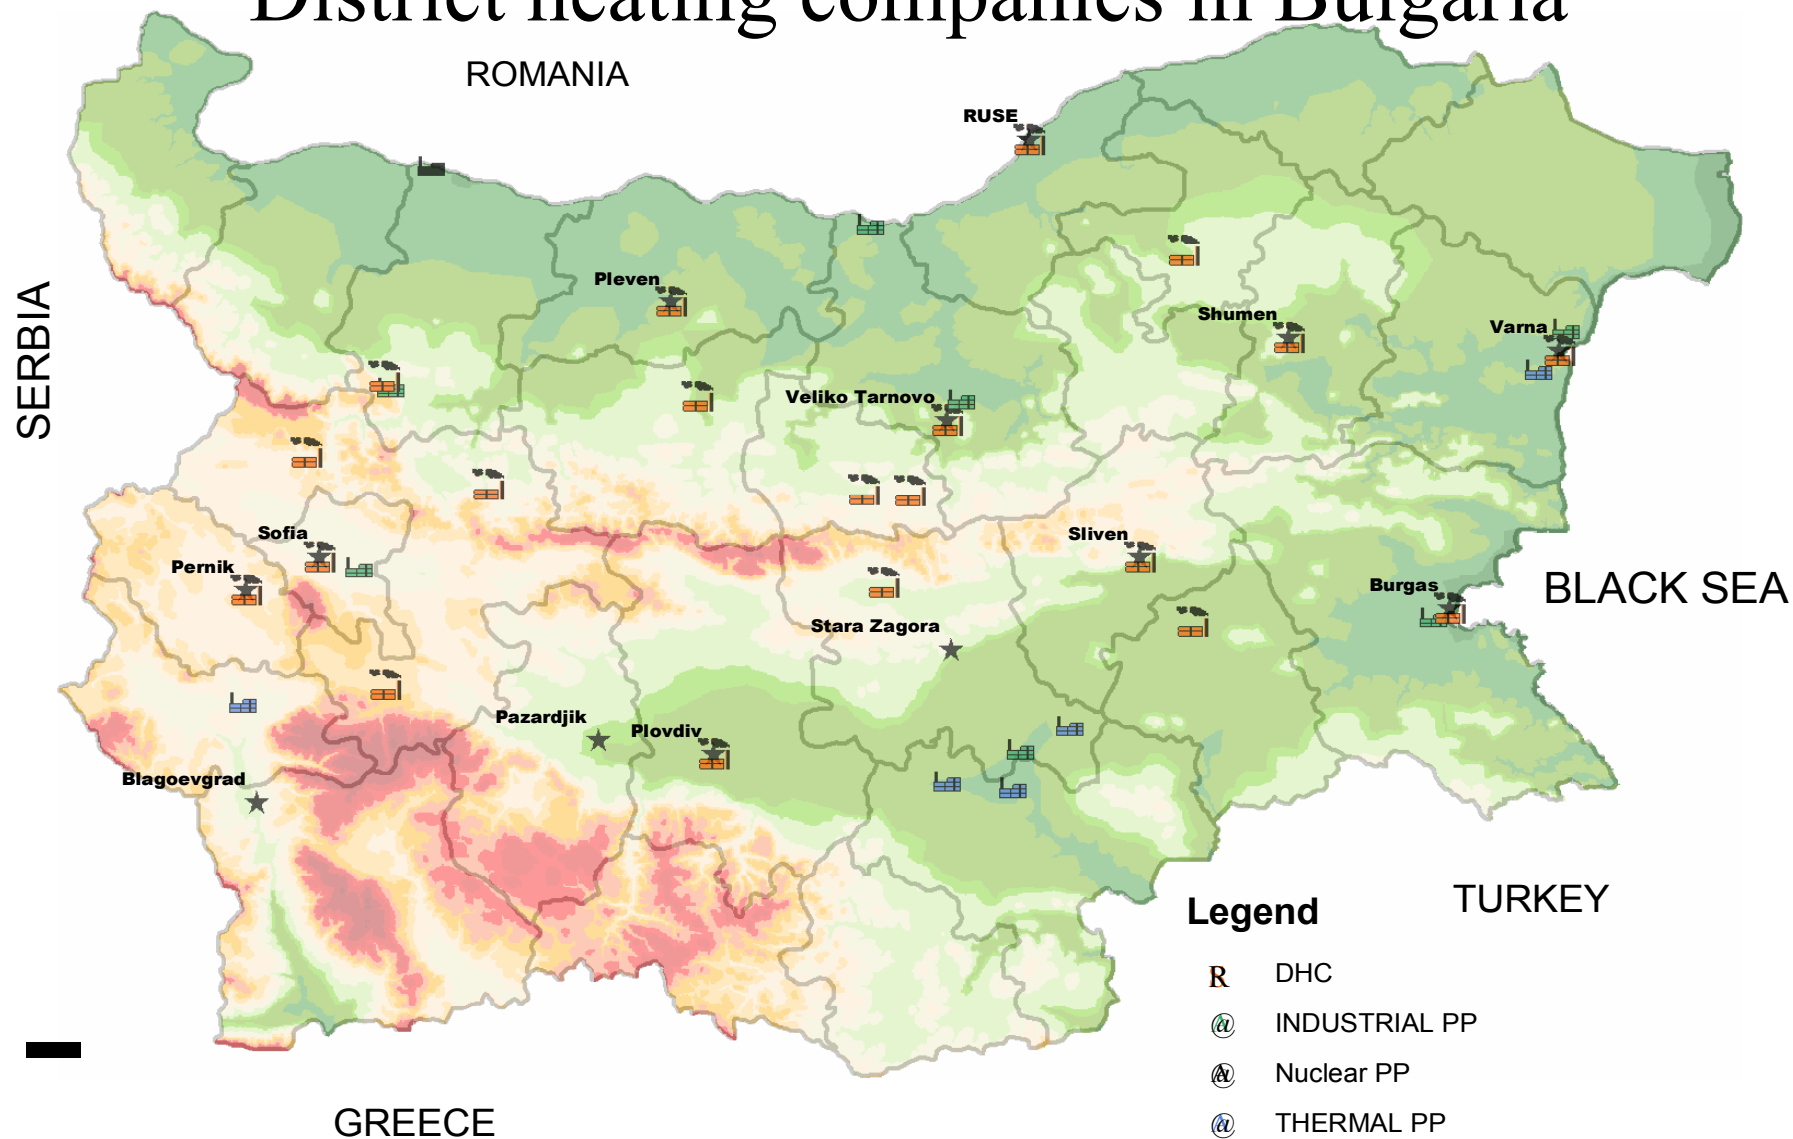 District heating companies in Bulgaria
ROMANIA
RUSE
SERBIA
Pleven
Shumen
Varna
Veliko Tarnovo
Sofia
Pernik
Sliven
Burgas
BLACK SEA
Stara Zagora
Pazardjik
Plovdiv
Blagoevgrad
TURKEY
Legend
DHC
INDUSTRIAL PP
Nuclear PP
THERMAL PP
GREECE